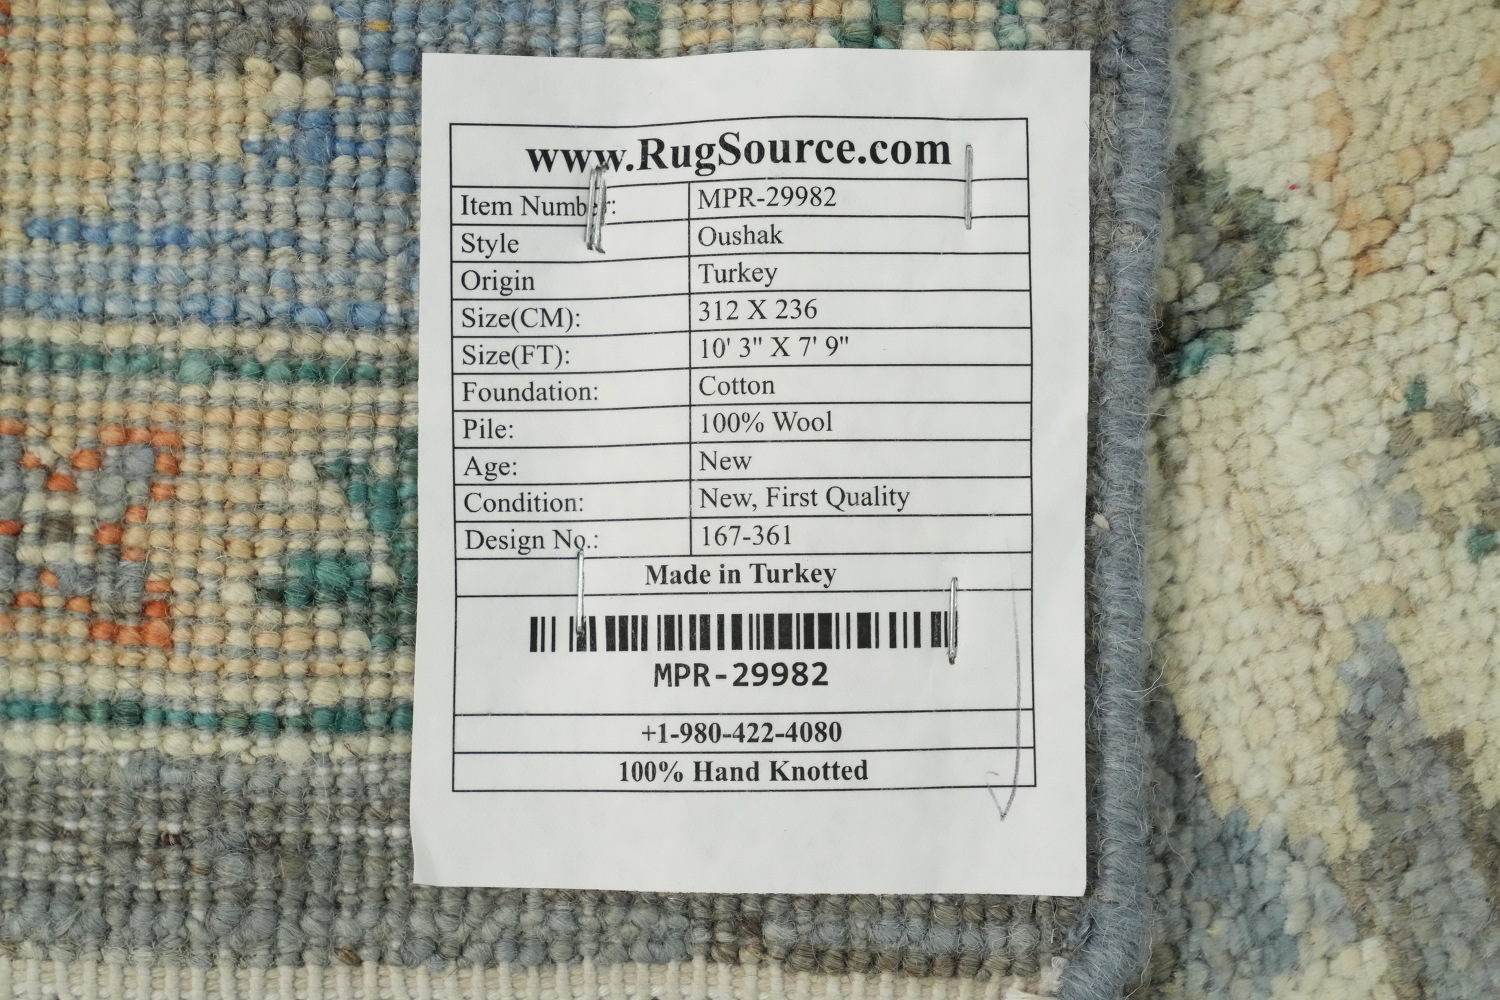 www.RugSource.com
Item Number: MPR-29982
Style Oushak
Origin Turkey
Size(CM): 312 X 236
Size(FT): 10' 3" X 7' 9"
Foundation: Cotton
Pile: 100% Wool
Age: New
Condition: New, First Quality
Design No.: 167-361
Made in Turkey
MPR-29982
+1-980-422-4080
100% Hand Knotted